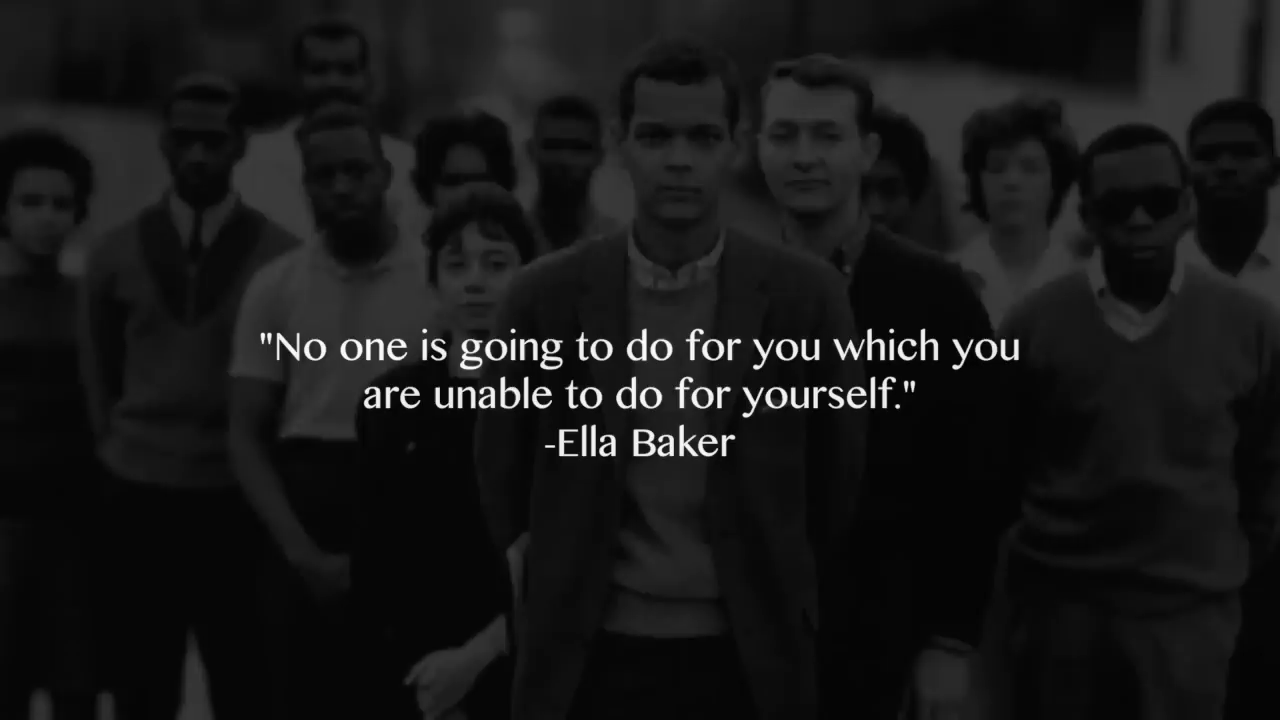 "No one is going to do for you which you
are unable to do for yourself."
-Ella Baker